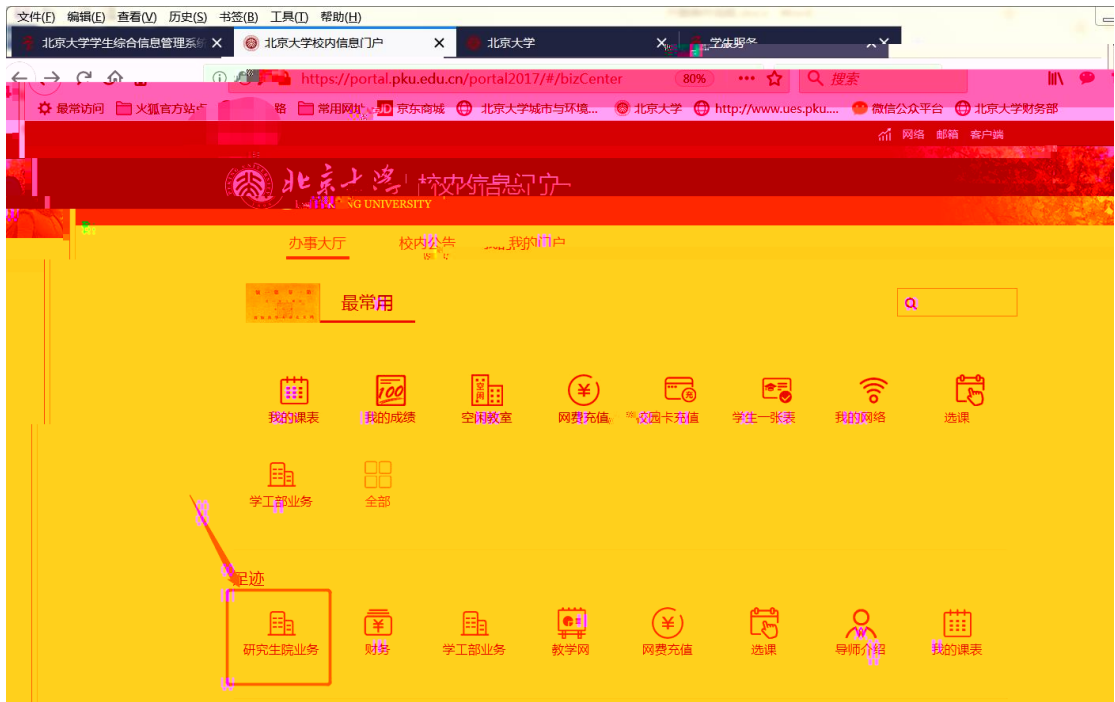 文件(F) 编辑(E) 查看(V) 历史(S) 书签(B) 工具(T) 帮助(H)
北京大学学生综合信息管理系统 北京大学校内信息门户 北京大学
https://portal.pku.edu.cn/portal2017/#/bizCenter 80% 搜索
最常访问 火狐官方站点 常用网址 JD 京东商城 北京大学城市与环境... 北京大学 http://www.ues.pku.... 微信公众平台 北京大学财务部
网络 邮箱 客户端
北京大学 校内信息门户
NG UNIVERSITY
办事大厅 校内公告 我的门户
最常用
我的课表 我的成绩 空闲教室 网费充值 校园卡充值 学生一张表 我的网络 选课
学工部业务 全部
足迹
研究生院业务 财务 学工部业务 教学网 网费充值 选课 导师介绍 我的课表